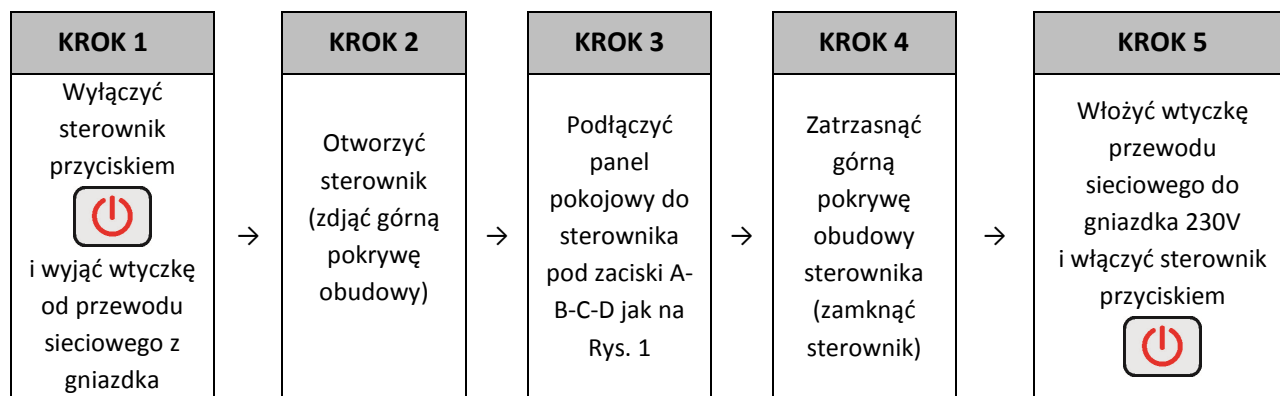 KROK 1
Wyłączyć
sterownik
przyciskiem
i wyjąć wtyczkę
od przewodu
sieciowego z
gniazdka
→
KROK 2
Otworzyć
sterownik
(zdjąć górną
pokrywę
obudowy)
→
KROK 3
Podłączyć
panel
pokojowy do
sterownika
pod zaciski A-
B-C-D jak na
Rys. 1
→
KROK 4
Zatrzasnąć
górną
pokrywę
obudowy
sterownika
(zamknąć
sterownik)
→
KROK 5
Włożyć wtyczkę
przewodu
sieciowego do
gniazdka 230V
i włączyć sterownik
przyciskiem